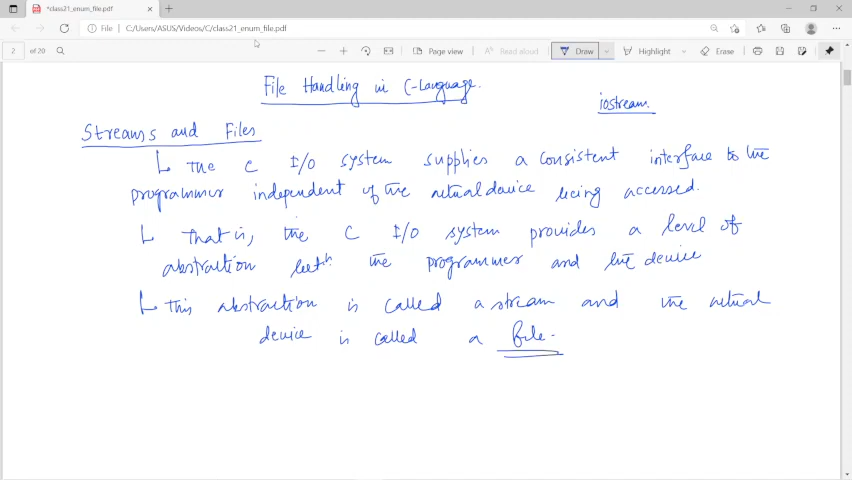 *class21_enum_file.pdf
File C:/Users/ASUS/Videos/C/class21_enum_file.pdf
2 of 20 Page view Read aloud Draw Highlight Erase
File Handling in C-Language.
iostream.
Streams and Files
The C I/O system supplies a consistent interface to the
programmer independent of the actual device being accessed.
That is, the C I/O system provides a level of
abstraction betn the programmer and the device
This abstraction is called a stream and the actual
device is called a file.